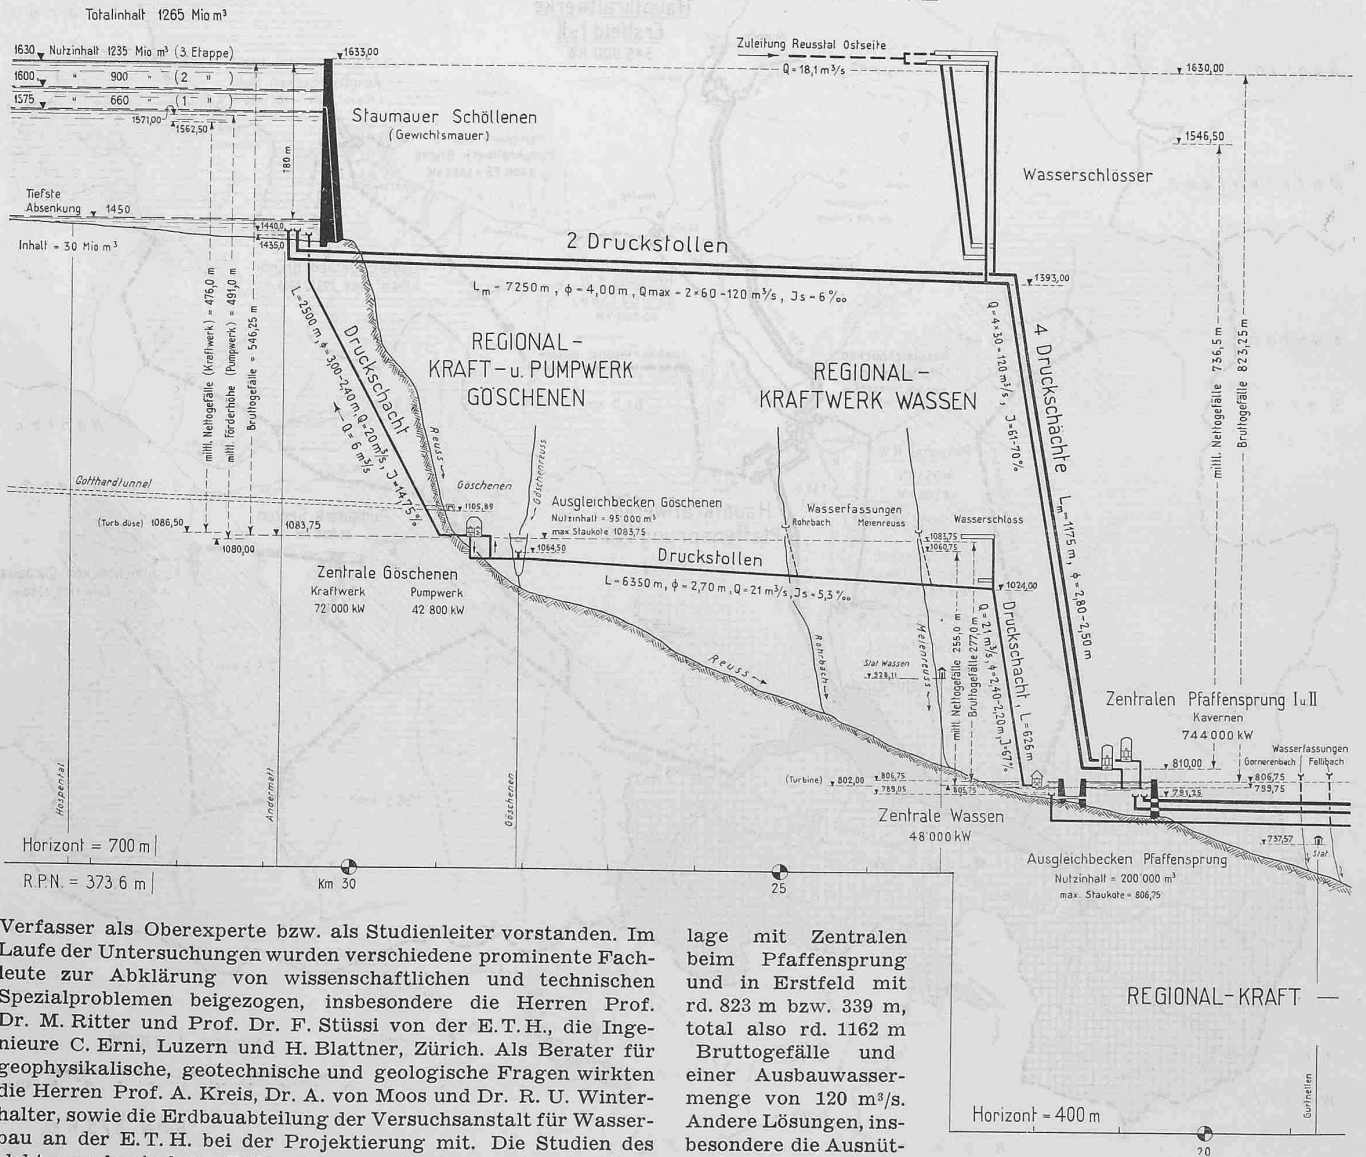 Totalinhalt 1265 Mio m³
1630 Nutzinhalt 1235 Mio m³ (3. Etappe)
1600 " 900 " (2 " )
1575 " 660 " (1 " )
1571,00
1562,50
1633,00
180 m
Staumauer Schöllenen
(Gewichtsmauer)
Zuleitung Reusstal Ostseite
Q = 18,1 m³/s
1630,00
1546,50
Wasserschlösser
Tiefste
Absenkung 1450
1440,0
1435,0
Inhalt = 30 Mio m³
2 Druckstollen
Lm - 7250 m, ϕ - 4,00 m, Qmax - 2×60 - 120 m³/s, Js - 6 ‰
1393,00
mittl. Nettogefälle (Kraftwerk) = 476,0 m
mittl. Förderhöhe (Pumpwerk) = 491,0 m
Bruttogefälle = 546,25 m
Druckschacht
L = 2500 m, ϕ = 3,00 - 2,40 m, Q = 20 m³/s, J = 14,75 %
Q = 6 m³/s
REGIONAL-
KRAFT- u. PUMPWERK
GÖSCHENEN
REGIONAL-
KRAFTWERK WASSEN
4 Druckschächte Lm = 1175 m, ϕ = 2,80 - 2,50 m
Q = 4×30 = 120 m³/s, J = 61-70 %
mittl. Nettogefälle 736,5 m
Bruttogefälle 823,25 m
Reuss
Göschenen
Göschenreuss
Gotthardtunnel
1105,89
(Turb. düse) 1086,50
1080,00
1083,75
Ausgleichbecken Göschenen
Nutzinhalt = 95'000 m³
max Staukote 1083,75
1064,50
Wasserfassungen
Rohrbach Meienreuss
Wasserschloss
1083,75
1060,75
Druckstollen
L = 6350 m, ϕ = 2,70 m, Q = 21 m³/s, Js = 5,3 ‰
1024,00
Zentrale Göschenen
Kraftwerk Pumpwerk
72'000 kW 42 800 kW
Reuss
Rohrbach
Meienreuss
Stat. Wassen
928,11
mittl. Nettogefälle 255,0 m
Bruttogefälle 277,0 m
Druckschacht, L = 626 m
Q = 21 m³/s, ϕ = 2,40 - 2,20 m, J = 67 %
Zentralen Pfaffensprung I u. II
Kavernen
744 000 kW
Wasserfassungen
Gornerenbach Fellibach
810,00
806,75
799,75
791,25
(Turbine) 802,00
806,75
789,05
805,75
Zentrale Wassen
48'000 kW
737,57
Stat.
Ausgleichbecken Pfaffensprung
Nutzinhalt = 200'000 m³
max. Staukote = 806,75
Hospental
Andermatt
Göschenen
Horizont = 700 m
R.P.N. = 373.6 m
Km 30
25
REGIONAL-KRAFT —
Gurtnellen
Horizont = 400 m
20
Verfasser als Oberexperte bzw. als Studienleiter vorstanden. Im
Laufe der Untersuchungen wurden verschiedene prominente Fach-
leute zur Abklärung von wissenschaftlichen und technischen
Spezialproblemen beigezogen, insbesondere die Herren Prof.
Dr. M. Ritter und Prof. Dr. F. Stüssi von der E. T. H., die Inge-
nieure C. Erni, Luzern und H. Blattner, Zürich. Als Berater für
geophysikalische, geotechnische und geologische Fragen wirkten
die Herren Prof. A. Kreis, Dr. A. von Moos und Dr. R. U. Winter-
halter, sowie die Erdbauabteilung der Versuchsanstalt für Wasser-
bau an der E. T. H. bei der Projektierung mit. Die Studien des
lage mit Zentralen
beim Pfaffensprung
und in Erstfeld mit
rd. 823 m bzw. 339 m,
total also rd. 1162 m
Bruttogefälle und
einer Ausbauwasser-
menge von 120 m³/s.
Andere Lösungen, ins-
besondere die Ausnüt-